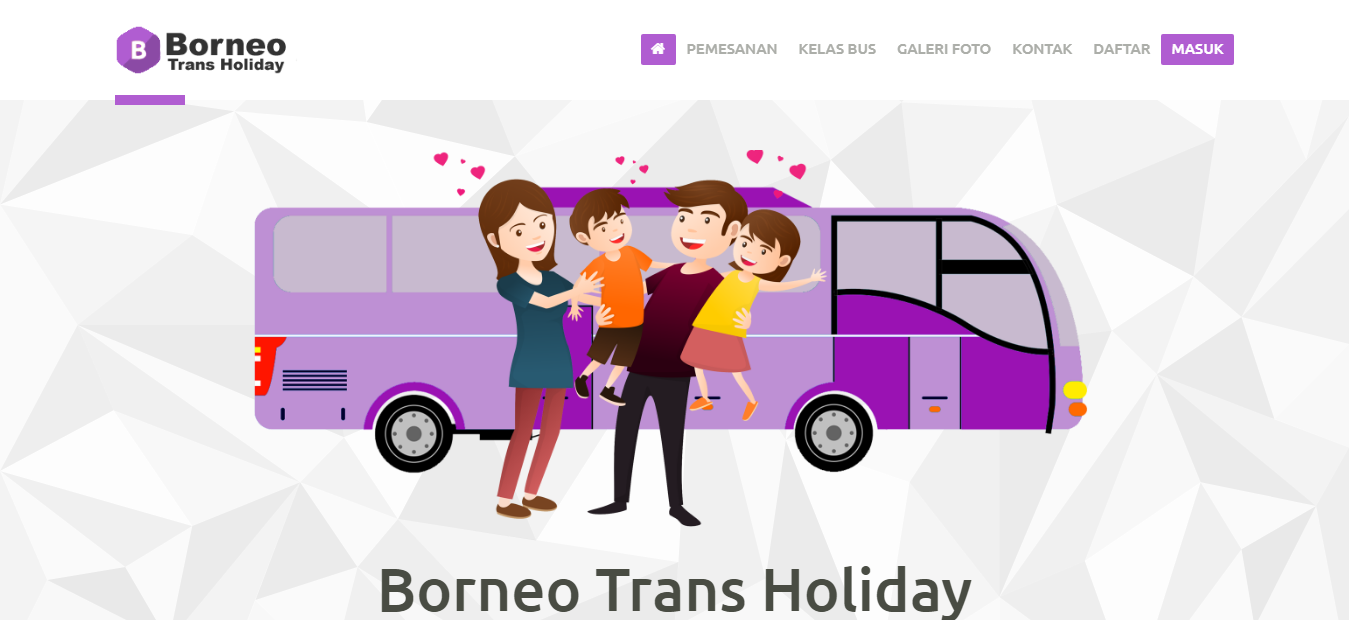 B Borneo
Trans Holiday
PEMESANAN KELAS BUS GALERI FOTO KONTAK DAFTAR MASUK
Borneo Trans Holiday